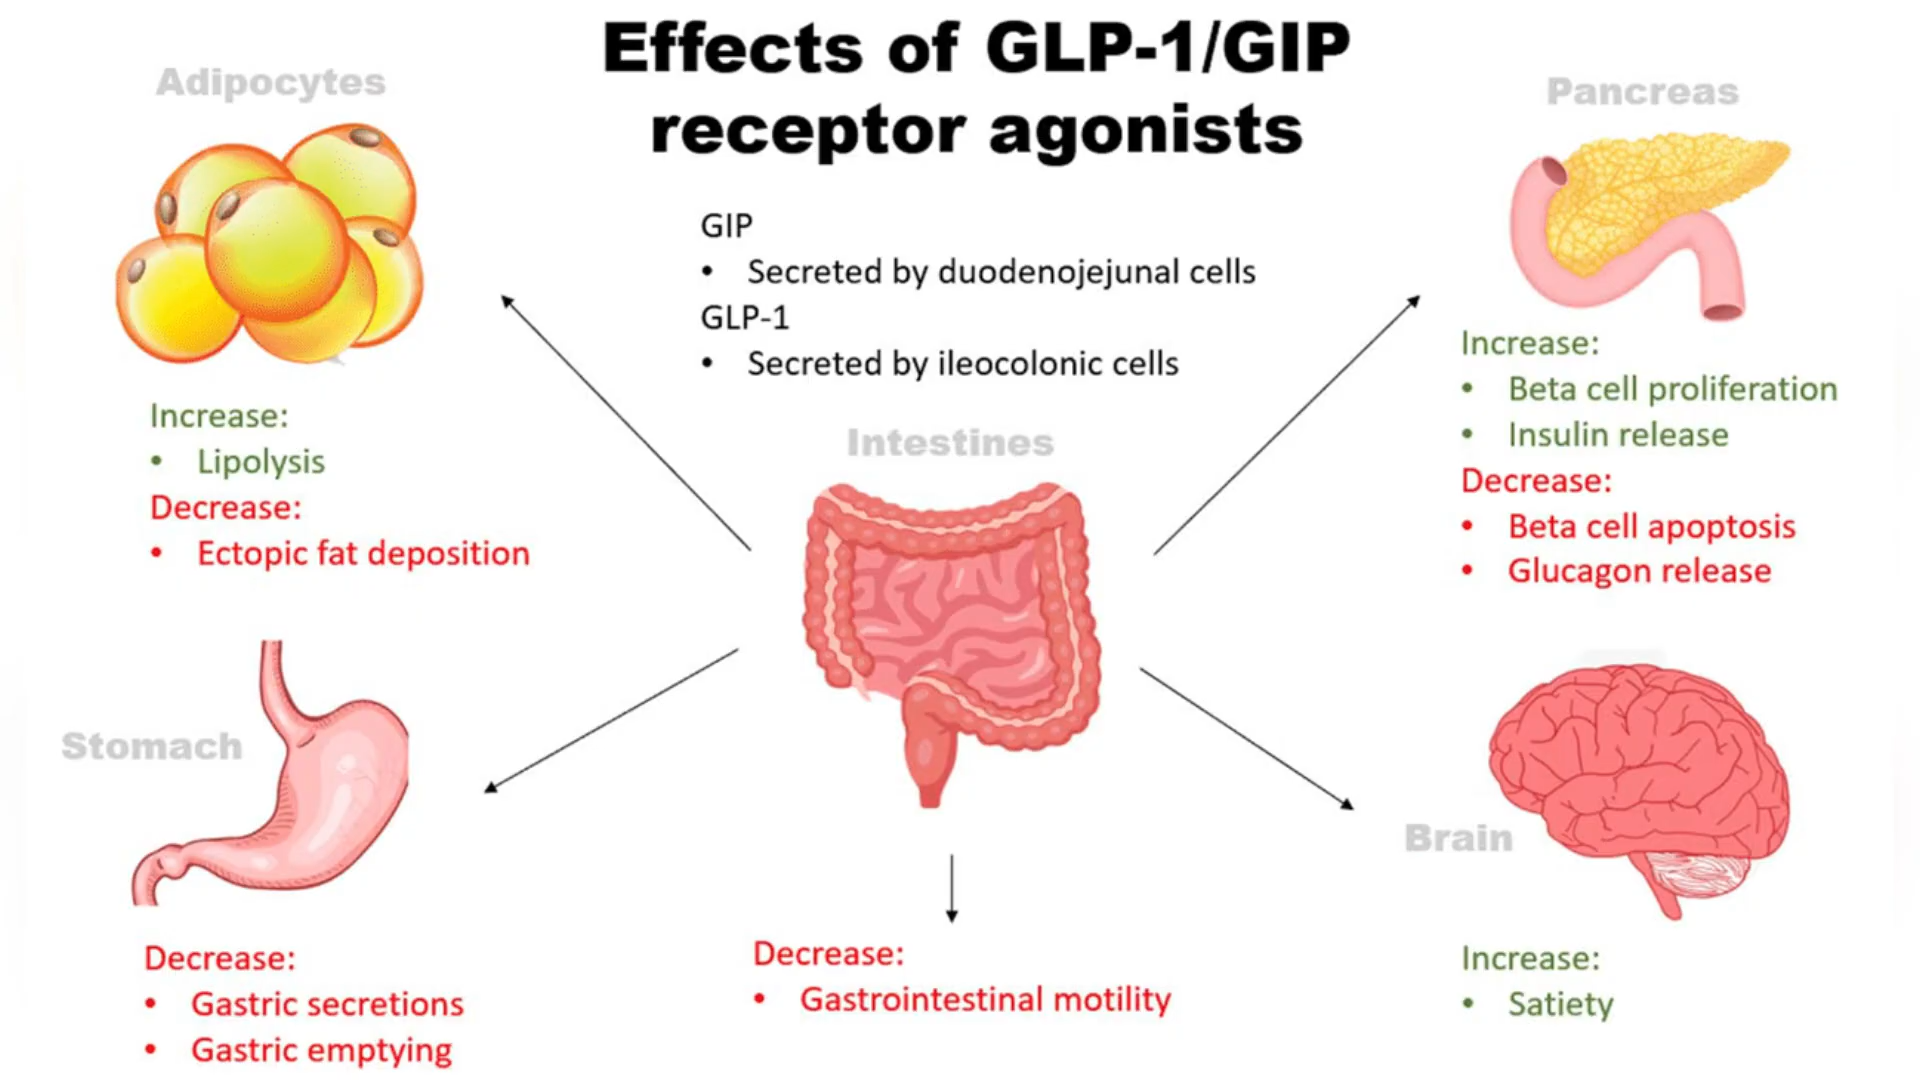 Effects of GLP-1/GIP
receptor agonists
Adipocytes
Increase:
• Lipolysis
Decrease:
• Ectopic fat deposition
GIP
• Secreted by duodenojejunal cells
GLP-1
• Secreted by ileocolonic cells
Intestines
Pancreas
Increase:
• Beta cell proliferation
• Insulin release
Decrease:
• Beta cell apoptosis
• Glucagon release
Stomach
Decrease:
• Gastric secretions
• Gastric emptying
Decrease:
• Gastrointestinal motility
Brain
Increase:
• Satiety